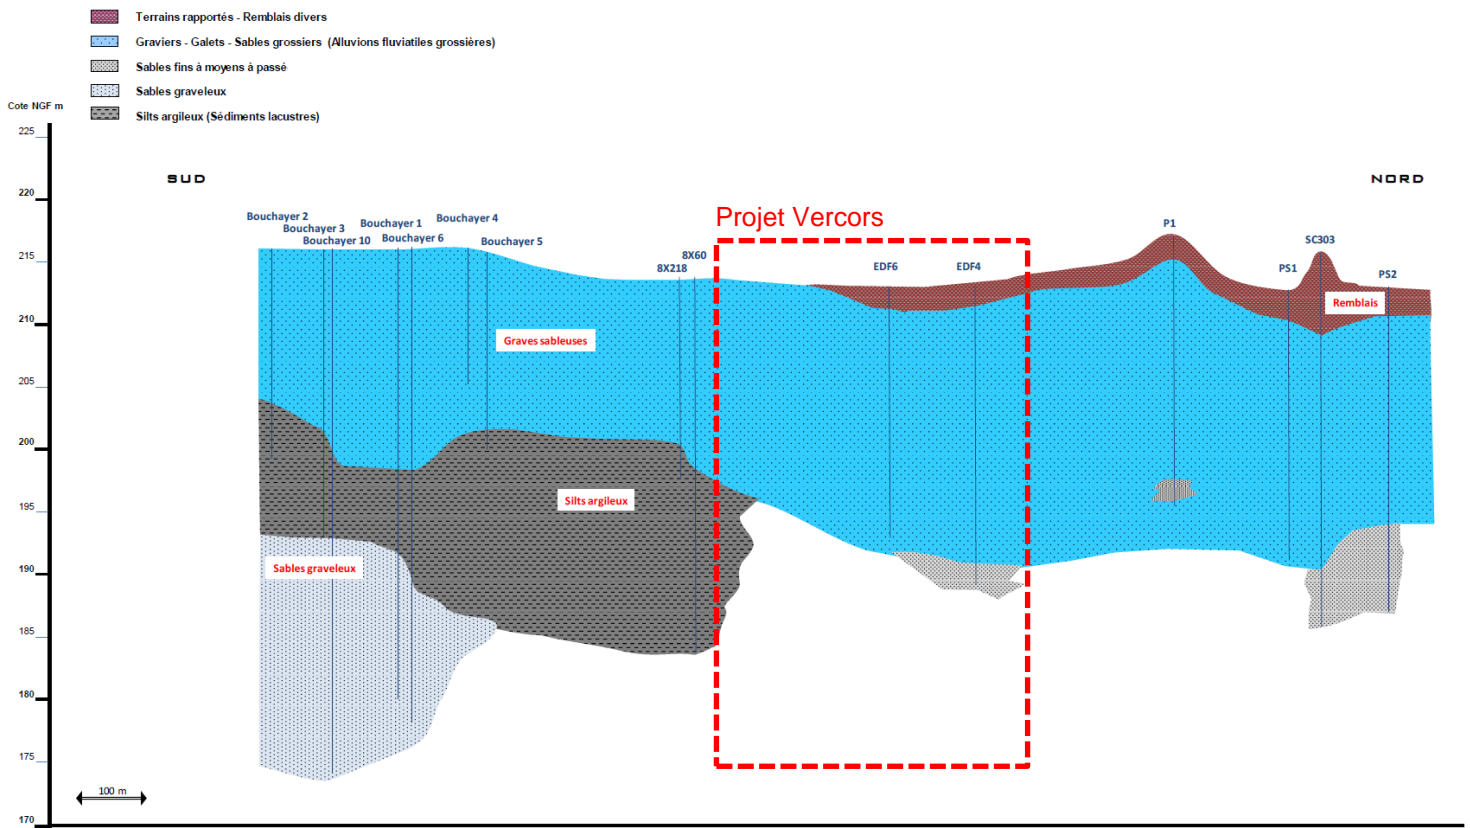 Terrains rapportés - Remblais divers
Graviers - Galets - Sables grossiers (Alluvions fluviatiles grossières)
Sables fins à moyens à passé
Sables graveleux
Silts argileux (Sédiments lacustres)
Cote NGF m
225
220
215
210
205
200
195
190
185
180
175
170
SUD
NORD
Projet Vercors
Bouchayer 2
Bouchayer 3
Bouchayer 10
Bouchayer 1
Bouchayer 6
Bouchayer 4
Bouchayer 5
8X218
8X60
EDF6
EDF4
P1
PS1
SC303
PS2
Remblais
Graves sableuses
Silts argileux
Sables graveleux
100 m